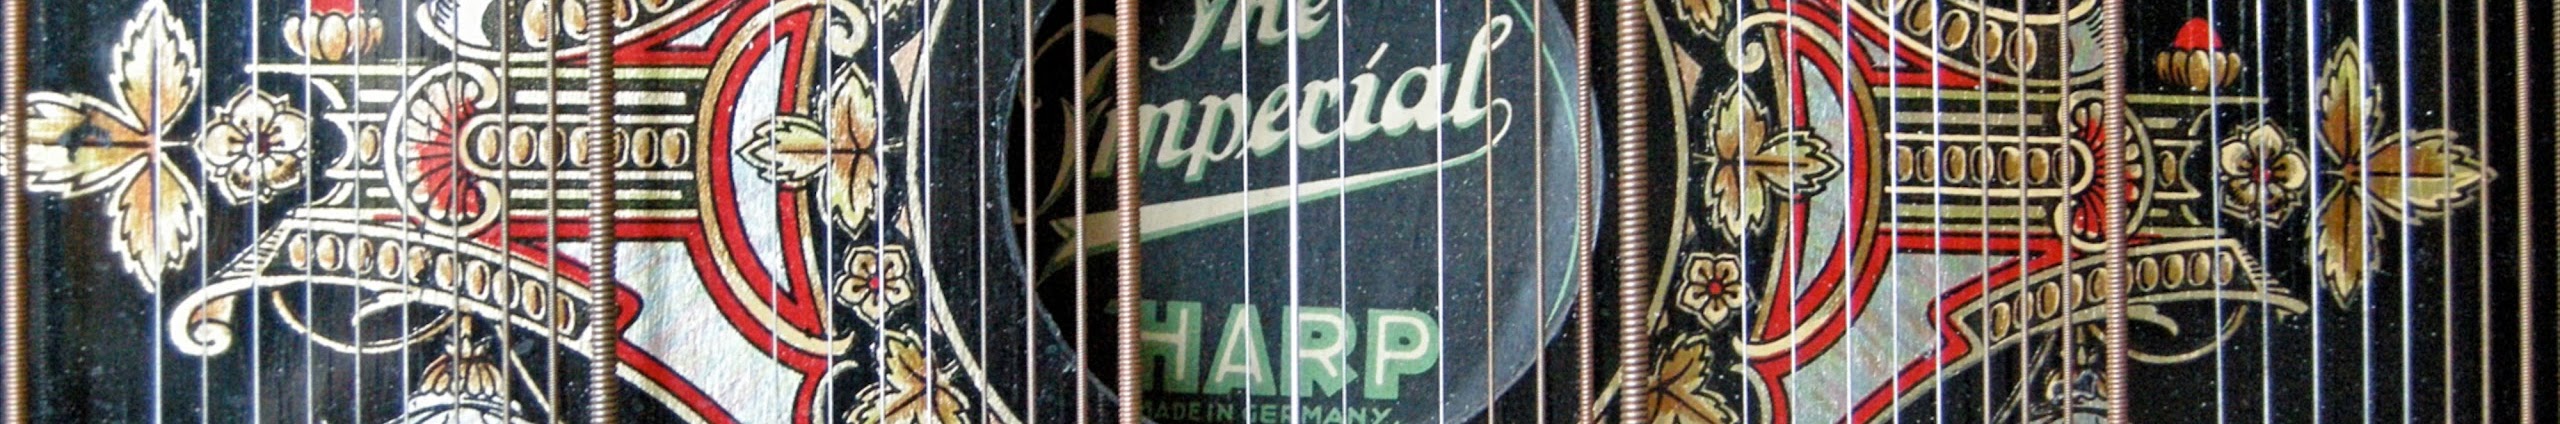 The
Imperial
HARP
MADE IN GERMANY.